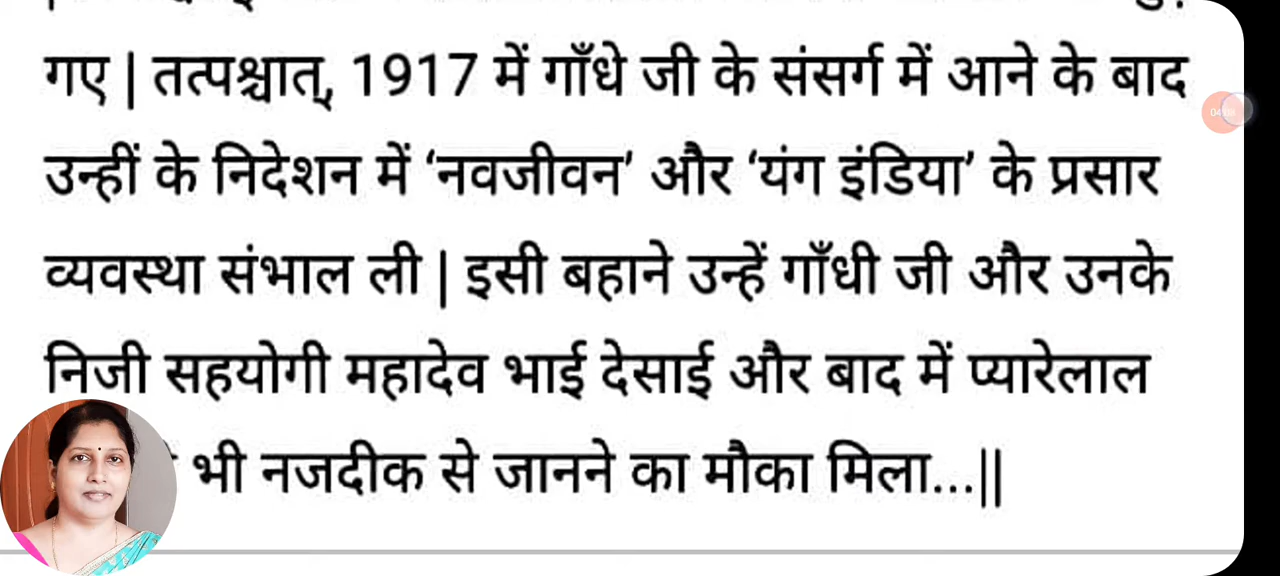 गए | तत्पश्चात्, 1917 में गाँधे जी के संसर्ग में आने के बाद
उन्हीं के निदेशन में ‘नवजीवन’ और ‘यंग इंडिया’ के प्रसार
व्यवस्था संभाल ली | इसी बहाने उन्हें गाँधी जी और उनके
निजी सहयोगी महादेव भाई देसाई और बाद में प्यारेलाल
भी नजदीक से जानने का मौका मिला...||